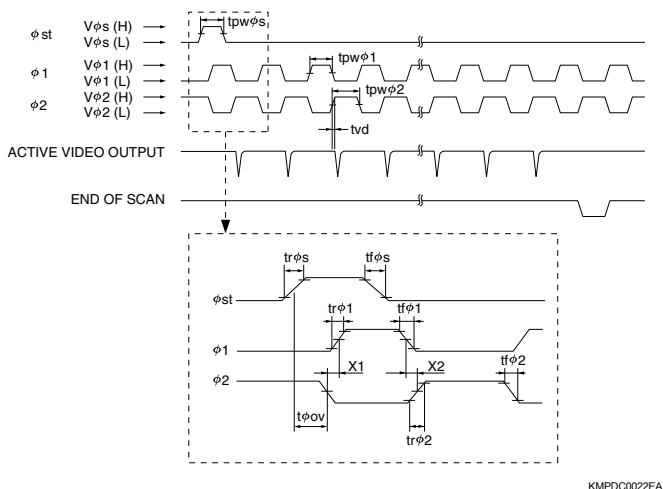 tpwφs
φst
Vφs (H)
Vφs (L)
φ1
Vφ1 (H)
Vφ1 (L)
tpwφ1
φ2
Vφ2 (H)
Vφ2 (L)
tpwφ2
tvd
ACTIVE VIDEO OUTPUT
END OF SCAN
trφs
tfφs
φst
trφ1
tfφ1
φ1
X1
X2
tfφ2
φ2
tφov
trφ2
KMPDC0022EA